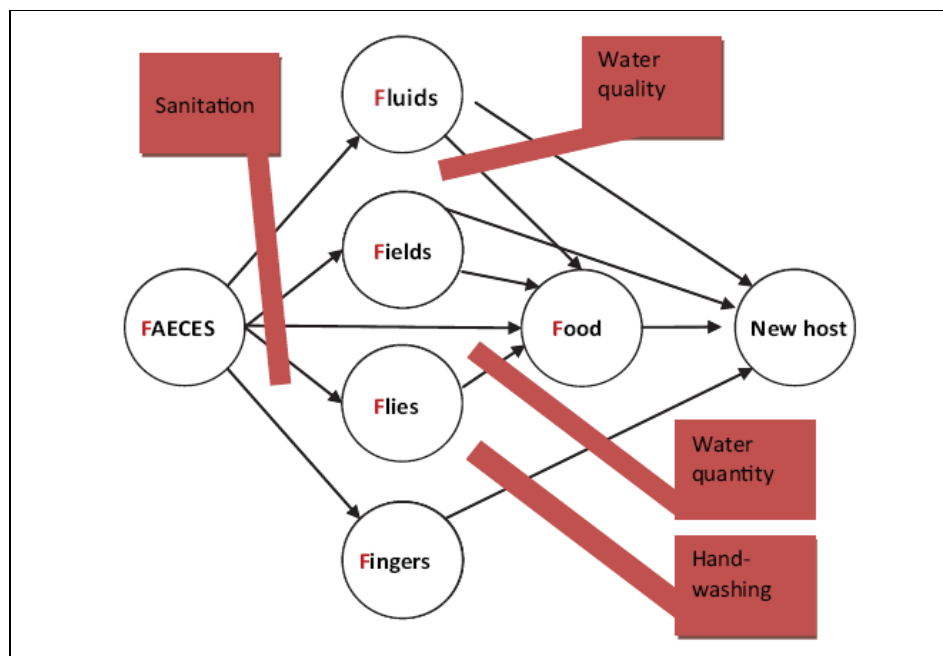 Sanitation
Fluids
Water
quality
Fields
FAECES
Food
New host
Flies
Water
quantity
Fingers
Hand-
washing